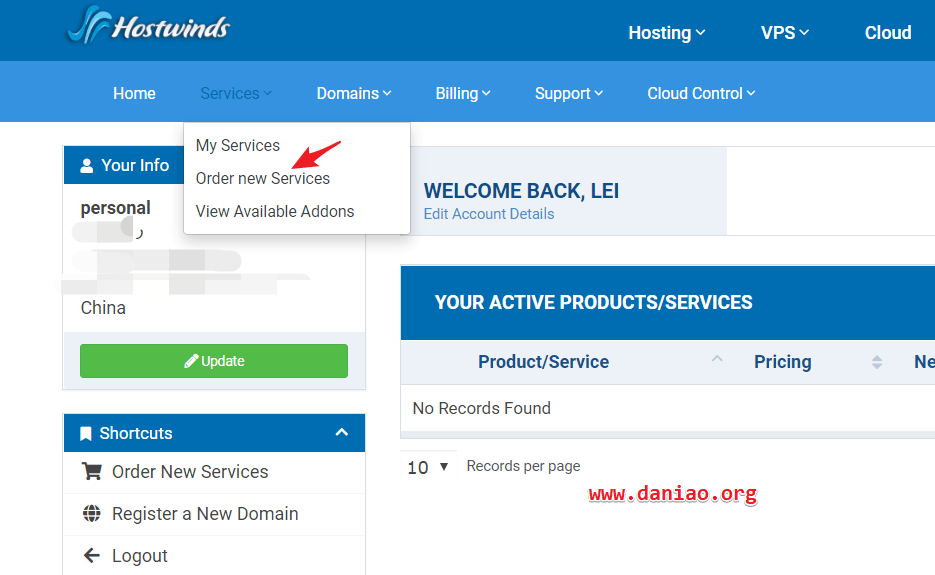 Hostwinds
Hosting VPS Cloud
Home Services Domains Billing Support Cloud Control
My Services
Order new Services
View Available Addons
Your Info
personal
China
Update
Shortcuts
Order New Services
Register a New Domain
Logout
WELCOME BACK, LEI
Edit Account Details
YOUR ACTIVE PRODUCTS/SERVICES
Product/Service Pricing Ne
No Records Found
10 Records per page
www.daniao.org